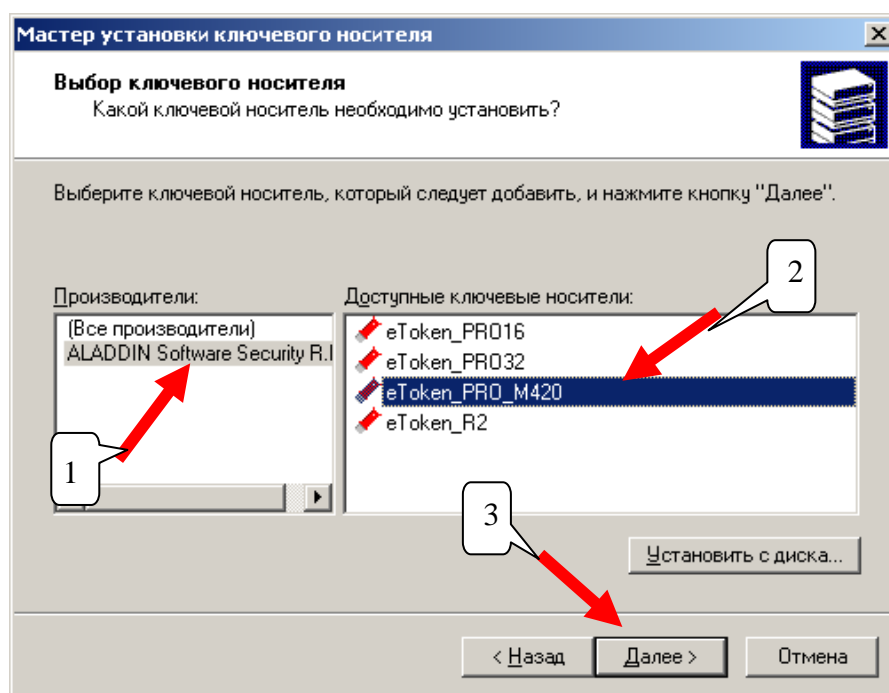 Мастер установки ключевого носителя
Выбор ключевого носителя
Какой ключевой носитель необходимо установить?
Выберите ключевой носитель, который следует добавить, и нажмите кнопку "Далее".
2
Производители:
Доступные ключевые носители:
(Все производители)
ALADDIN Software Security R.
eToken_PRO16
eToken_PRO32
eToken_PRO_M420
eToken_R2
1
3
Установить с диска...
< Назад
Далее >
Отмена